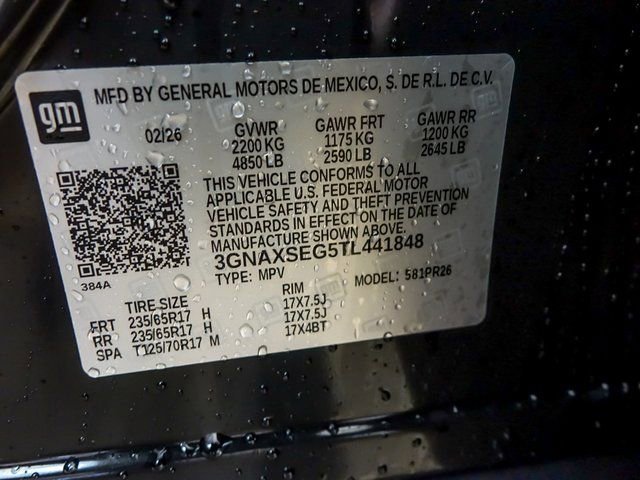 gm
MFD BY GENERAL MOTORS DE MEXICO, S. DE R.L. DE C.V.
02/26 GVWR GAWR FRT GAWR RR
2200 KG 1175 KG 1200 KG
4850 LB 2590 LB 2645 LB
THIS VEHICLE CONFORMS TO ALL
APPLICABLE U.S. FEDERAL MOTOR
VEHICLE SAFETY AND THEFT PREVENTION
STANDARDS IN EFFECT ON THE DATE OF
MANUFACTURE SHOWN ABOVE.
3GNAXSEG5TL441848
384A TYPE: MPV MODEL: 581PR26
TIRE SIZE RIM
FRT 235/65R17 H 17X7.5J
RR 235/65R17 H 17X7.5J
SPA T125/70R17 M 17X4BT